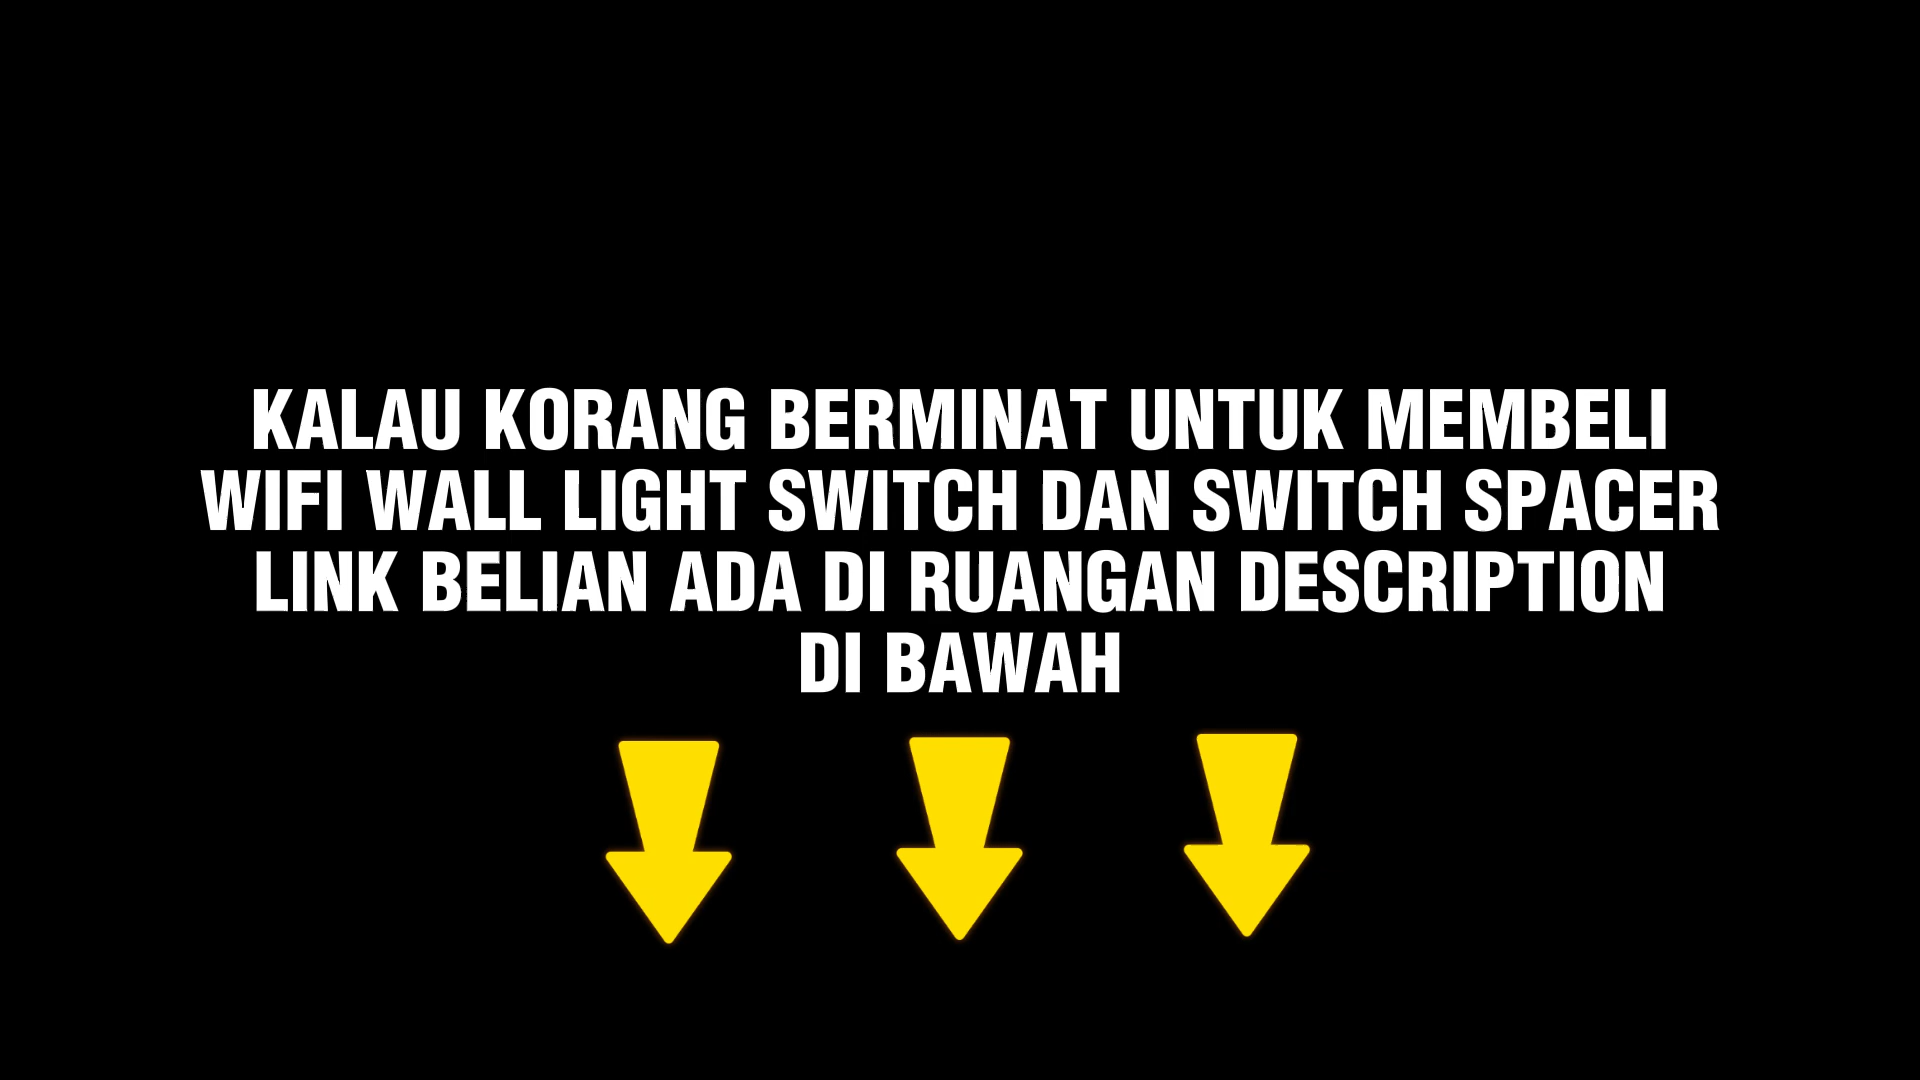 KALAU KORANG BERMINAT UNTUK MEMBELI
WIFI WALL LIGHT SWITCH DAN SWITCH SPACER
LINK BELIAN ADA DI RUANGAN DESCRIPTION
DI BAWAH